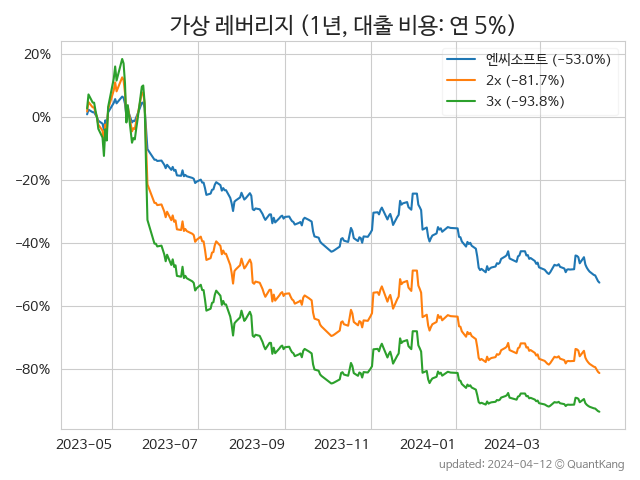 가상 레버리지 (1년, 대출 비용: 연 5%)
엔씨소프트 (−53.0%)
2x (−81.7%)
3x (−93.8%)
20%
0%
−20%
−40%
−60%
−80%
2023-05 2023-07 2023-09 2023-11 2024-01 2024-03
updated: 2024-04-12 © QuantKang